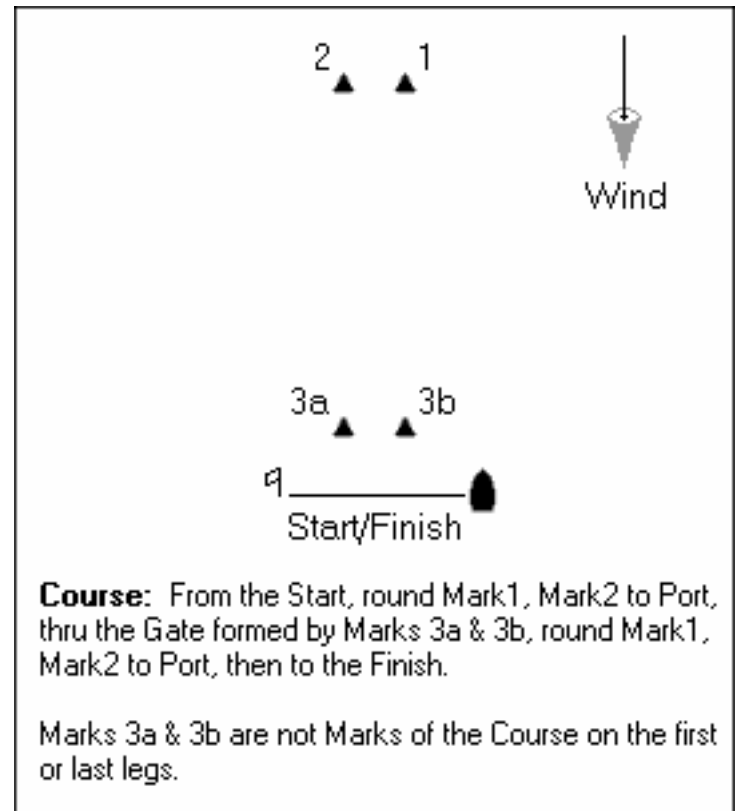 2 1
Wind
3a 3b
Start/Finish
Course: From the Start, round Mark1, Mark2 to Port,
thru the Gate formed by Marks 3a & 3b, round Mark1,
Mark2 to Port, then to the Finish.
Marks 3a & 3b are not Marks of the Course on the first
or last legs.